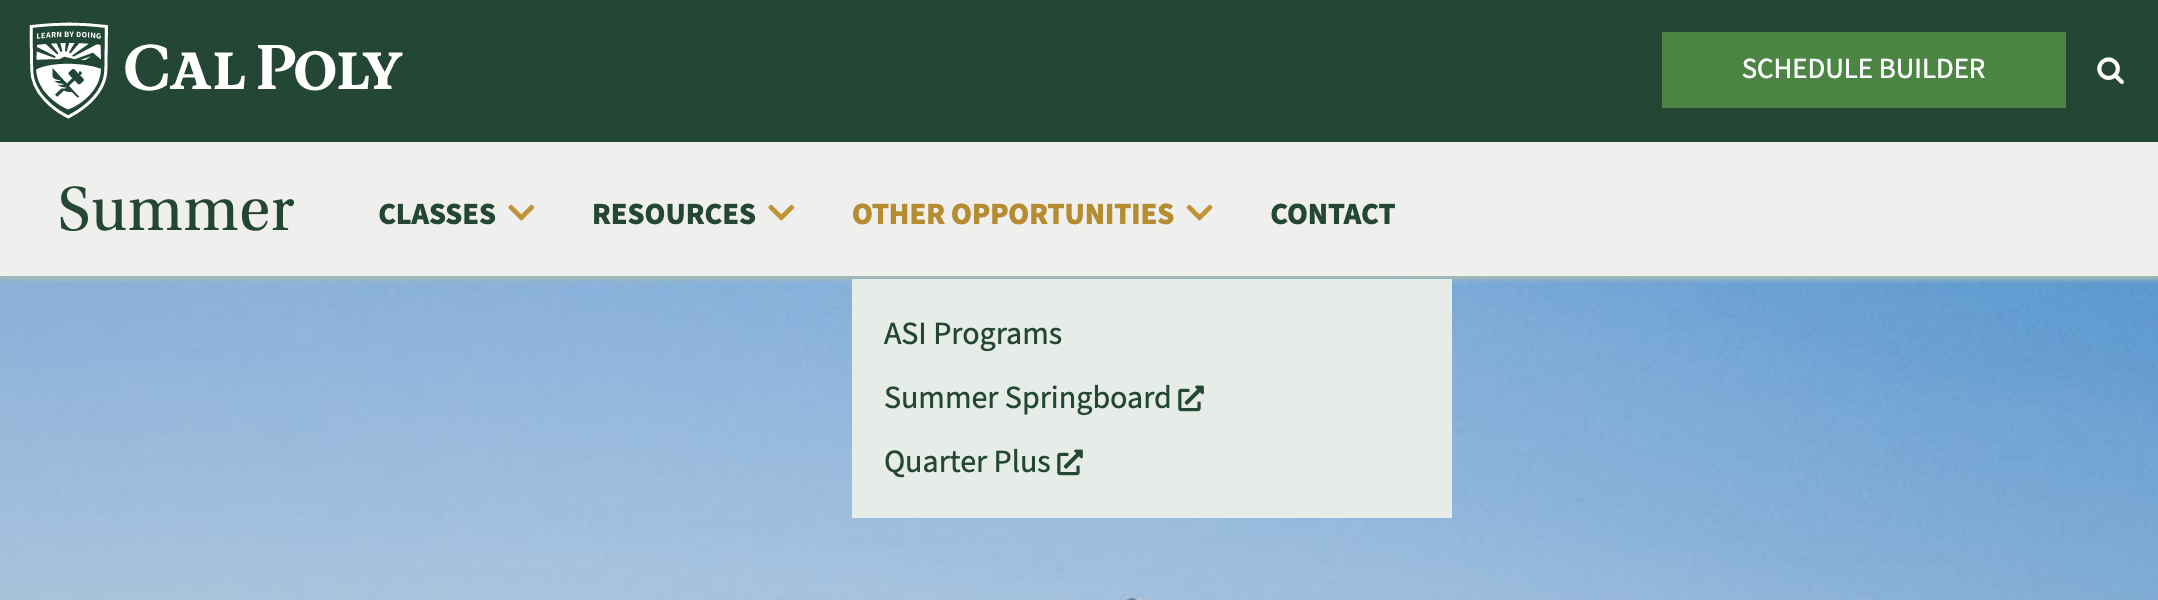 LEARN BY DOING
CAL POLY
SCHEDULE BUILDER
Summer
CLASSES
RESOURCES
OTHER OPPORTUNITIES
CONTACT
ASI Programs
Summer Springboard
Quarter Plus